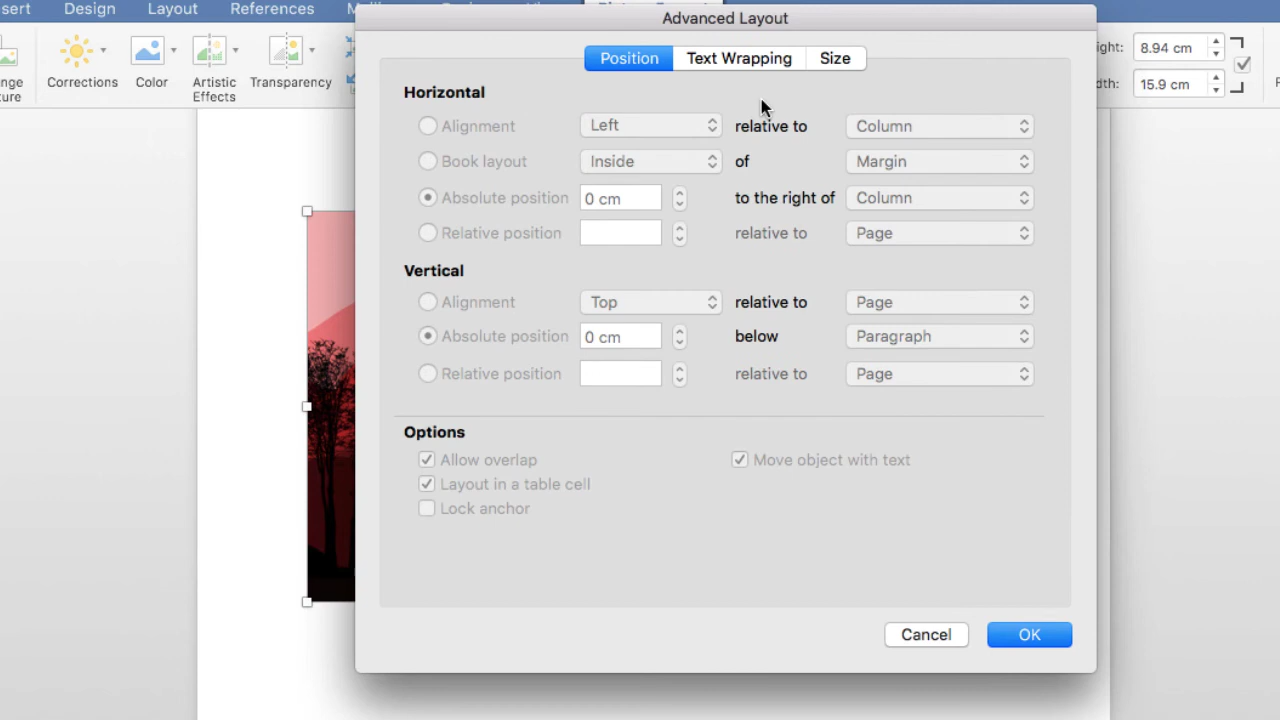 Advanced Layout
sert Design Layout References
Corrections Color Artistic Effects Transparency
nge
ture
ight: 8.94 cm
dth: 15.9 cm
Position Text Wrapping Size
Horizontal
Alignment Left relative to Column
Book layout Inside of Margin
Absolute position 0 cm to the right of Column
Relative position relative to Page
Vertical
Alignment Top relative to Page
Absolute position 0 cm below Paragraph
Relative position relative to Page
Options
Allow overlap Move object with text
Layout in a table cell
Lock anchor
Cancel OK